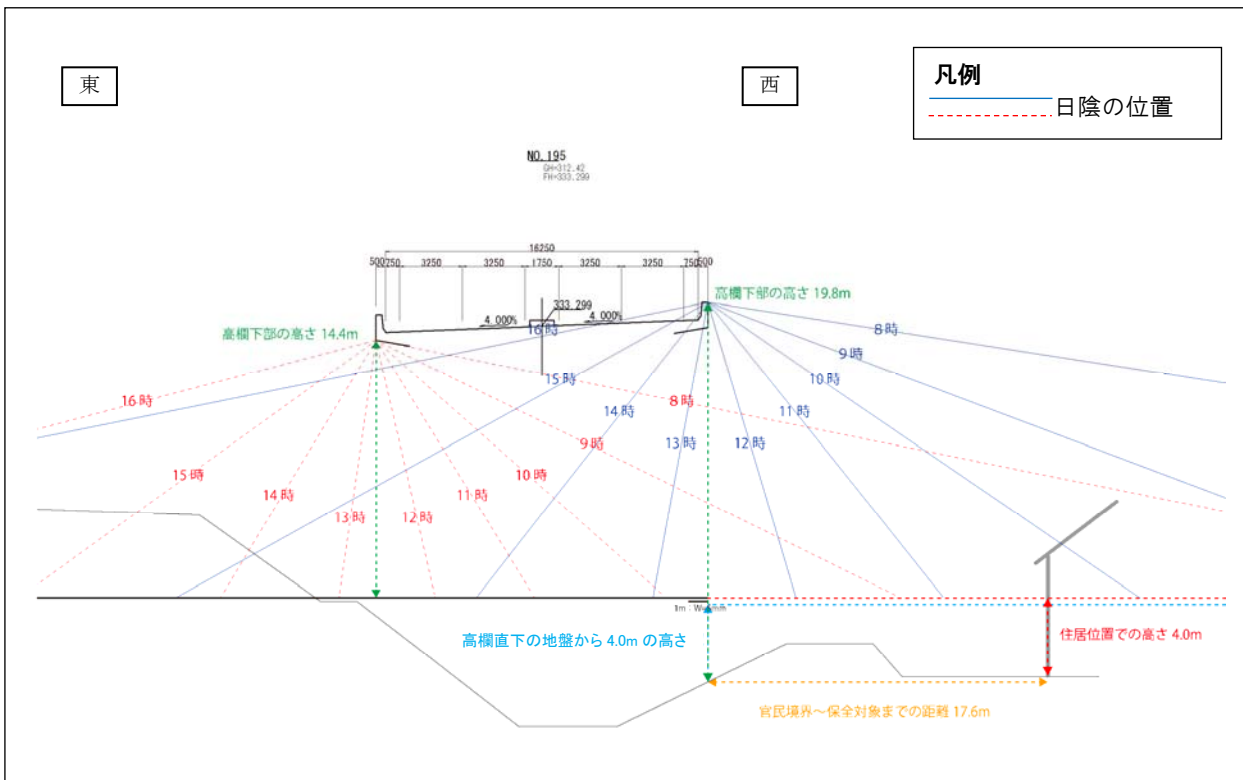 東
西
凡例
日陰の位置
NO.195
GH=312.42
FH=333.299
16250
500
750
3250
3250
1750
3250
3250
750
500
高欄下部の高さ 19.8m
333.299
4.000%
4.000%
高欄下部の高さ 14.4m
16時
8時
9時
15時
10時
16時
8時
14時
11時
13時
12時
9時
15時
10時
14時
11時
13時
12時
高欄直下の地盤から 4.0m の高さ
住居位置での高さ 4.0m
官民境界～保全対象までの距離 17.6m